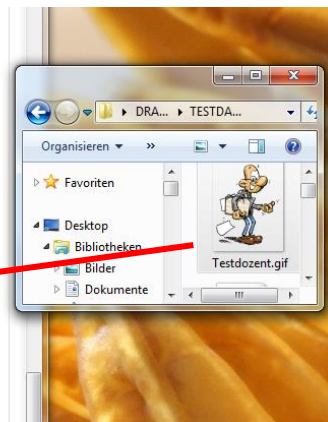 DRA... ▸ TESTDA...
Organisieren
»
Favoriten
Desktop
Bibliotheken
Bilder
Dokumente
Testdozent.gif